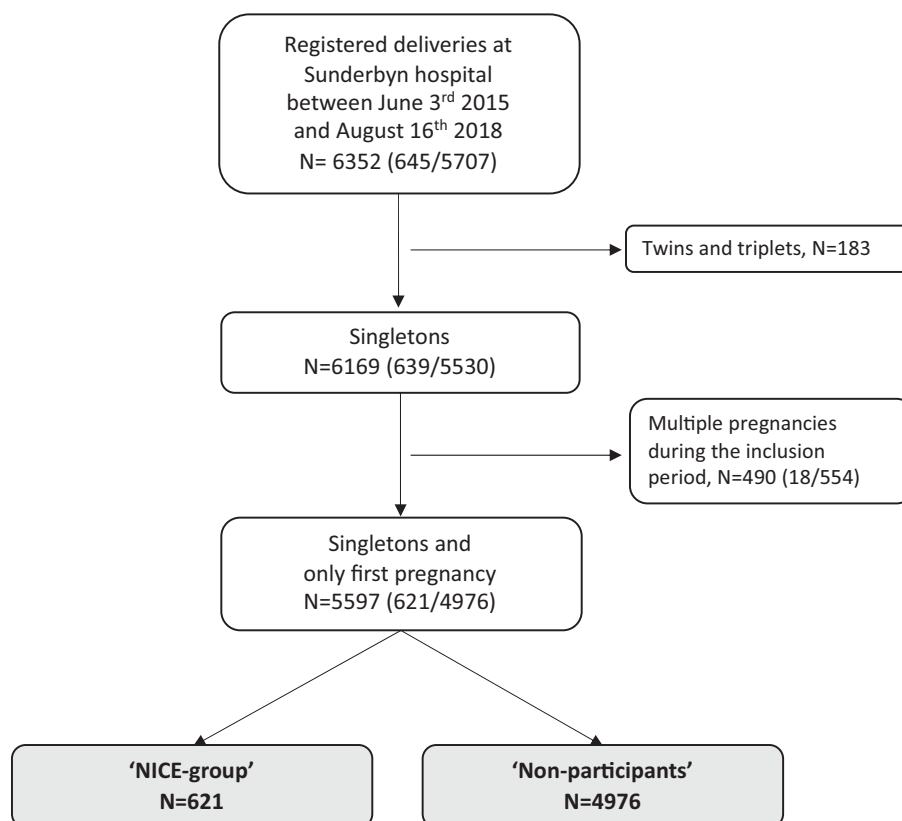 Registered deliveries at
Sunderbyn hospital
between June 3rd 2015
and August 16th 2018
N= 6352 (645/5707)
Twins and triplets, N=183
Singletons
N=6169 (639/5530)
Multiple pregnancies
during the inclusion
period, N=490 (18/554)
Singletons and
only first pregnancy
N=5597 (621/4976)
‘NICE-group’
N=621
‘Non-participants’
N=4976